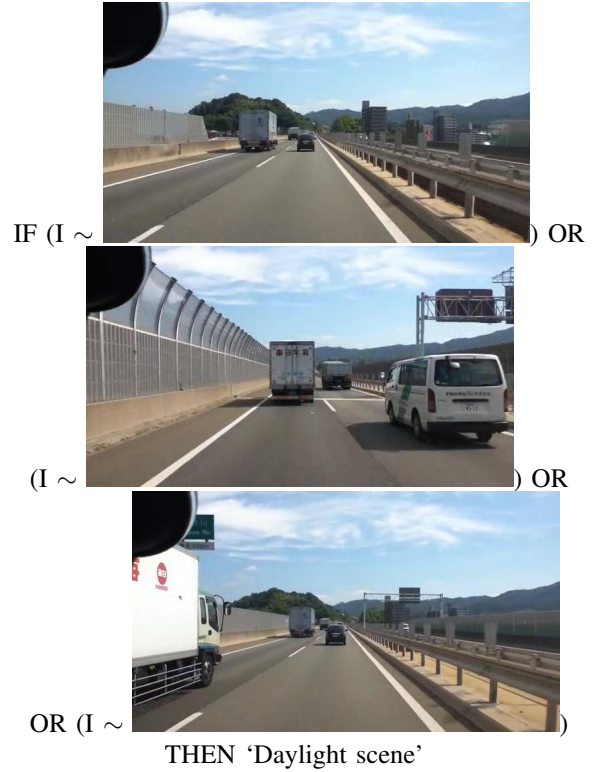 IF (I ∼ ) OR
(I ∼ ) OR
OR (I ∼ )
THEN ‘Daylight scene’